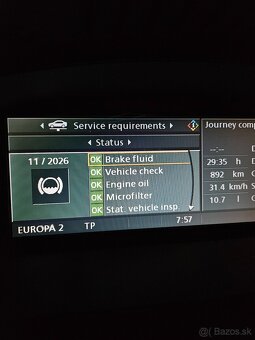 Service requirements
Journey comp
Status
11 / 2026
OK Brake fluid
OK Vehicle check
OK Engine oil
OK Microfilter
OK Stat. vehicle insp.
--:-- D
29:35 h D
892 km C
31.4 km/h S
10.7 l C
EUROPA 2 TP 7:57
© bazar.sk